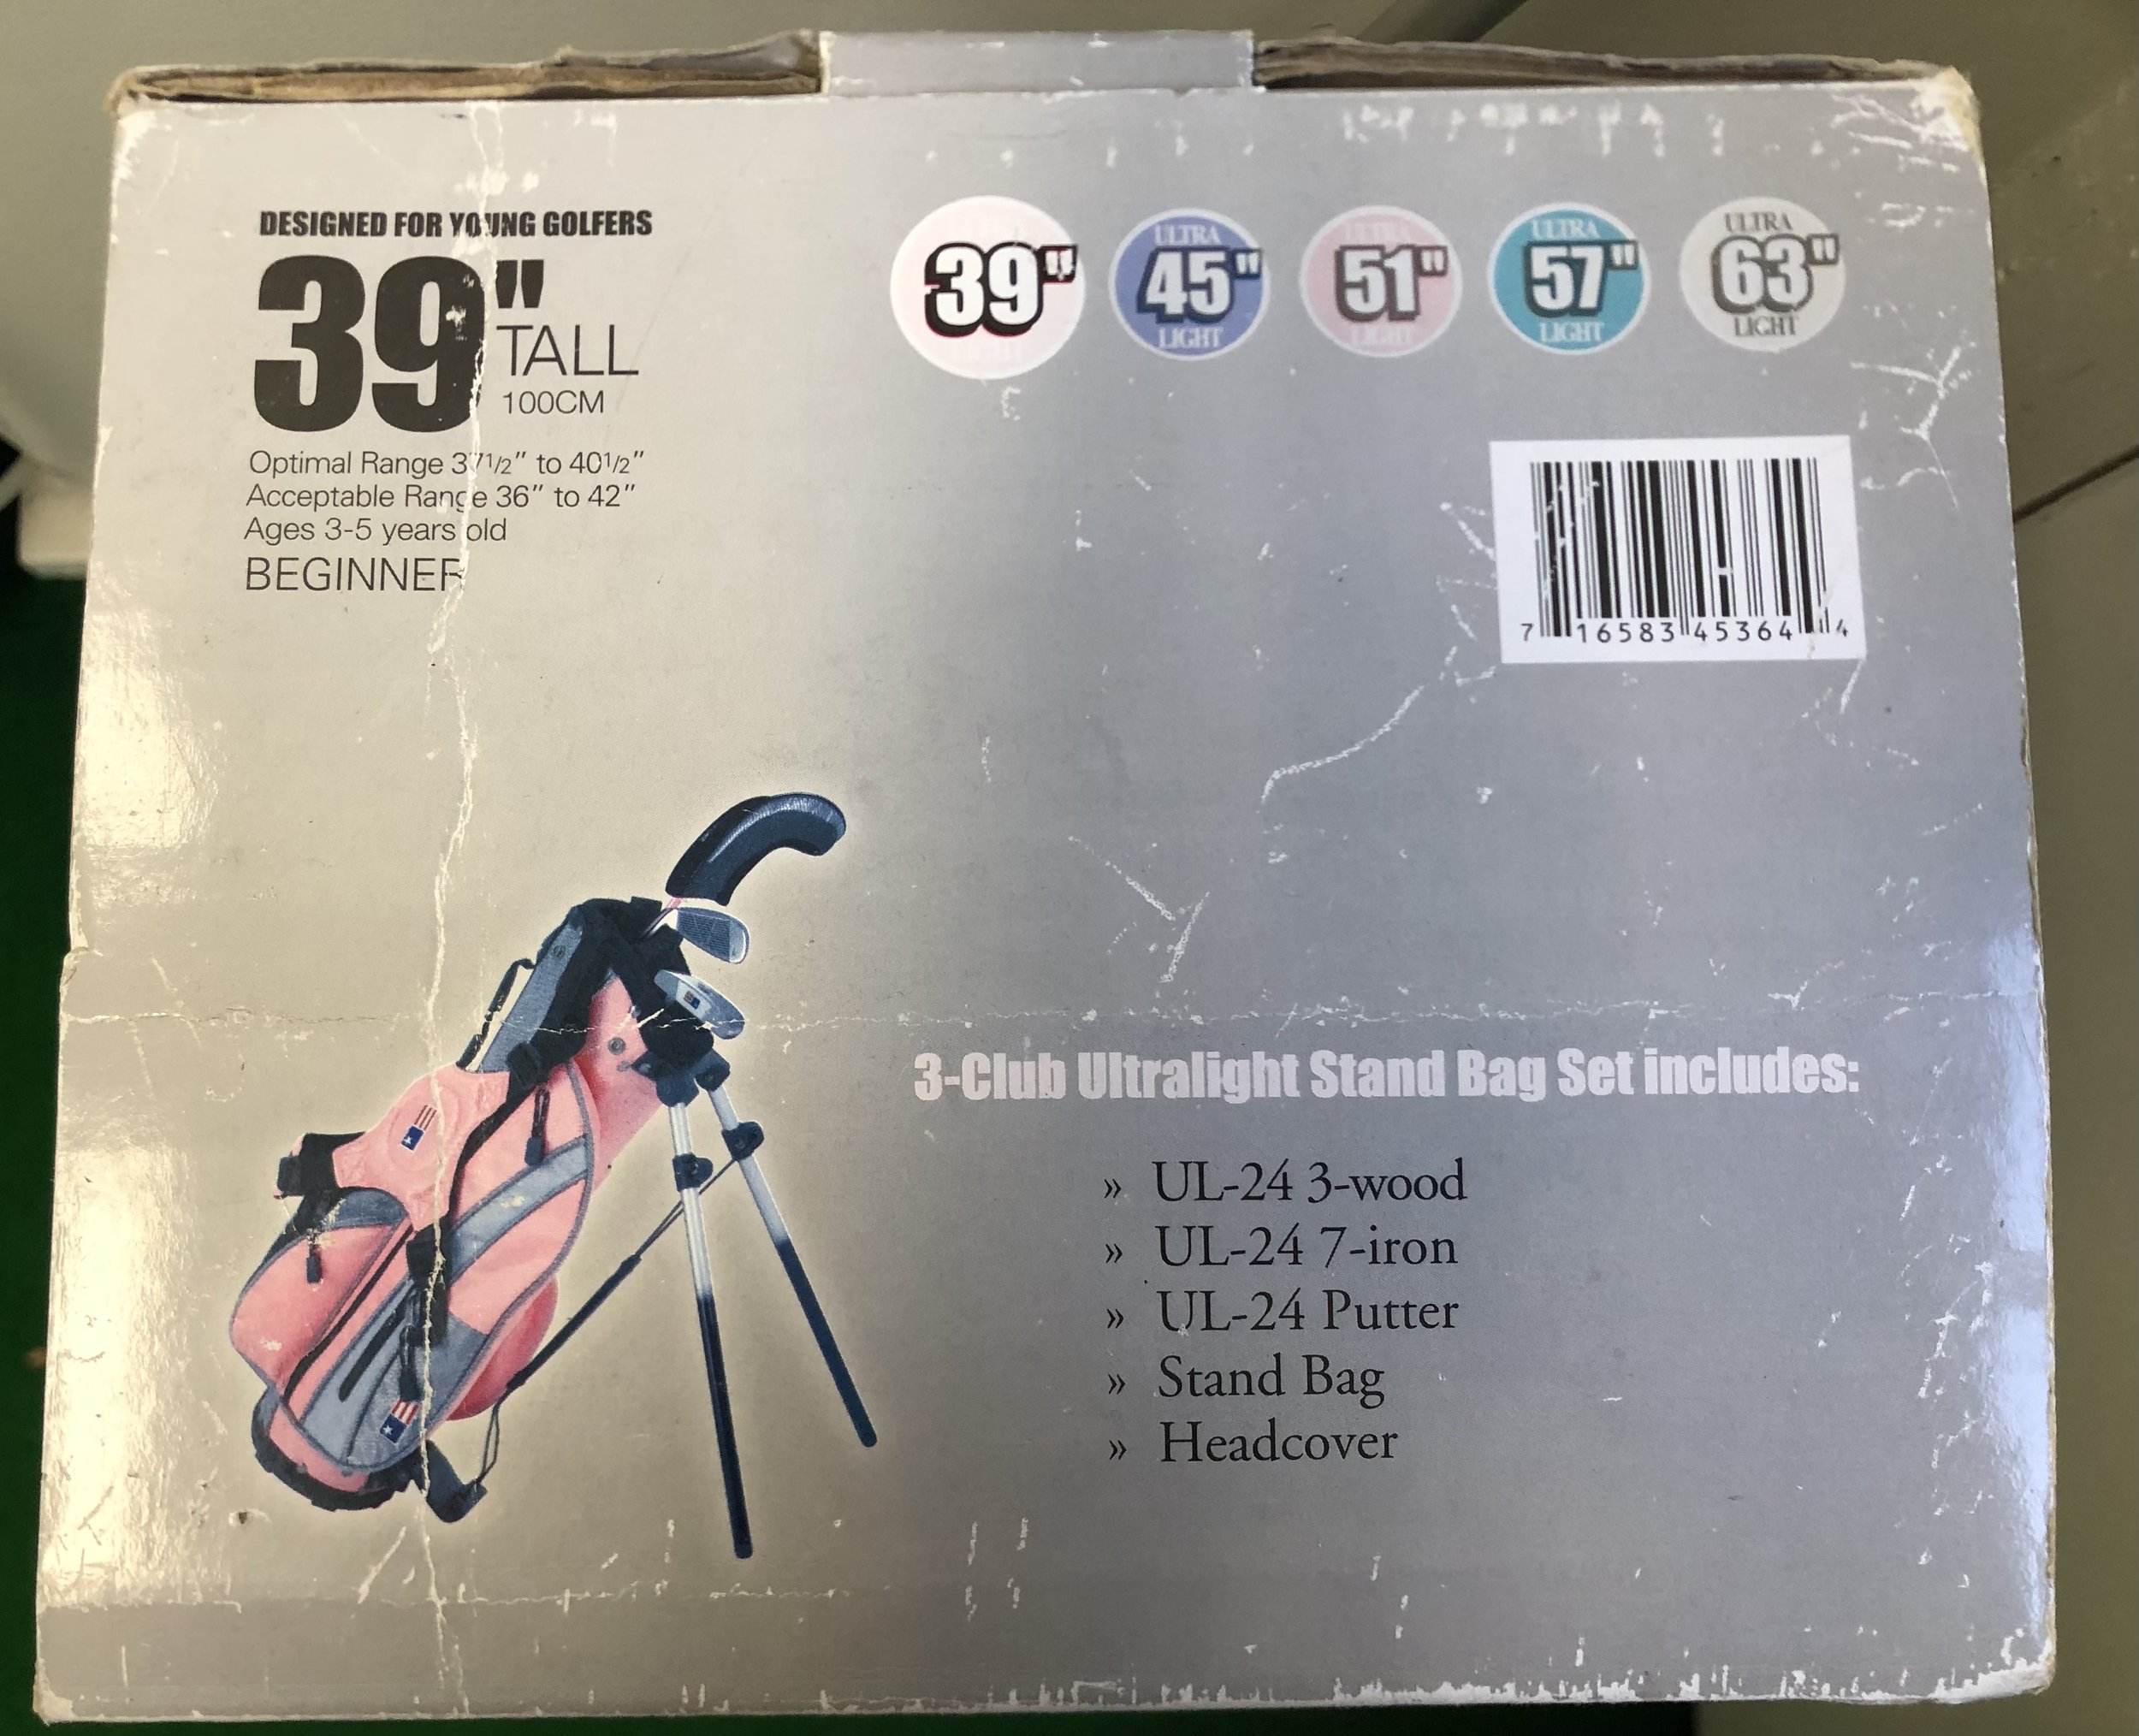 DESIGNED FOR YOUNG GOLFERS
39"
TALL
100CM
Optimal Range 37 1/2" to 40 1/2"
Acceptable Range 36" to 42"
Ages 3-5 years old
BEGINNER
39"
ULTRA
45"
LIGHT
ULTRA
51"
LIGHT
ULTRA
57"
LIGHT
ULTRA
63"
LIGHT
7 16583 45364 4
3-Club Ultralight Stand Bag Set includes:
» UL-24 3-wood
» UL-24 7-iron
» UL-24 Putter
» Stand Bag
» Headcover